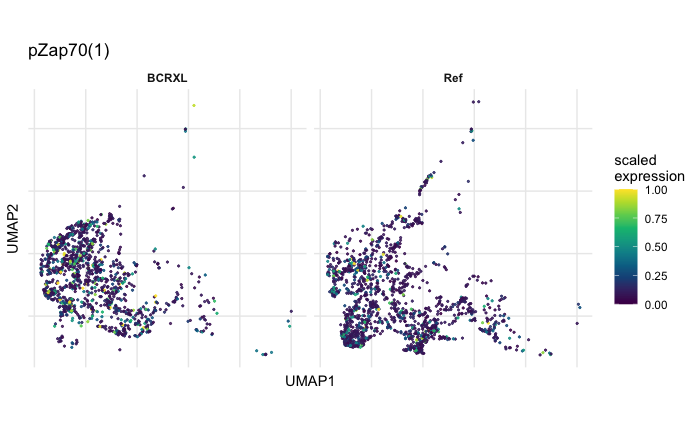 pZap70(1)
BCRXL
Ref
UMAP2
UMAP1
scaled
expression
1.00
0.75
0.50
0.25
0.00